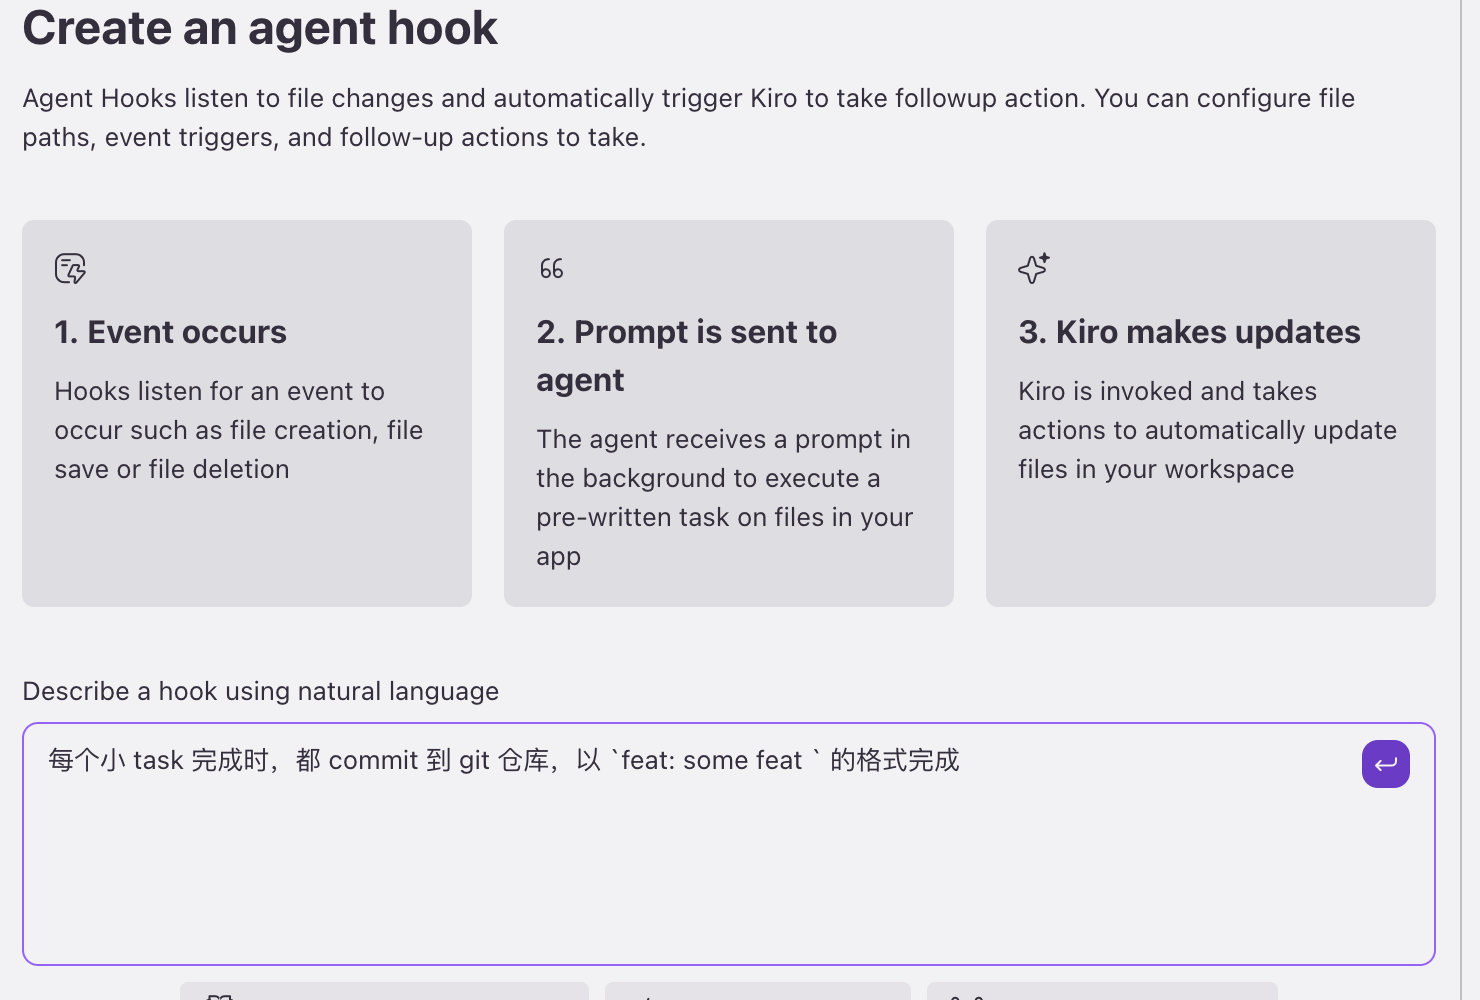 Create an agent hook
Agent Hooks listen to file changes and automatically trigger Kiro to take followup action. You can configure file
paths, event triggers, and follow-up actions to take.
1. Event occurs
Hooks listen for an event to
occur such as file creation, file
save or file deletion
2. Prompt is sent to
agent
The agent receives a prompt in
the background to execute a
pre-written task on files in your
app
3. Kiro makes updates
Kiro is invoked and takes
actions to automatically update
files in your workspace
Describe a hook using natural language
每个小 task 完成时，都 commit 到 git 仓库，以 `feat: some feat ` 的格式完成